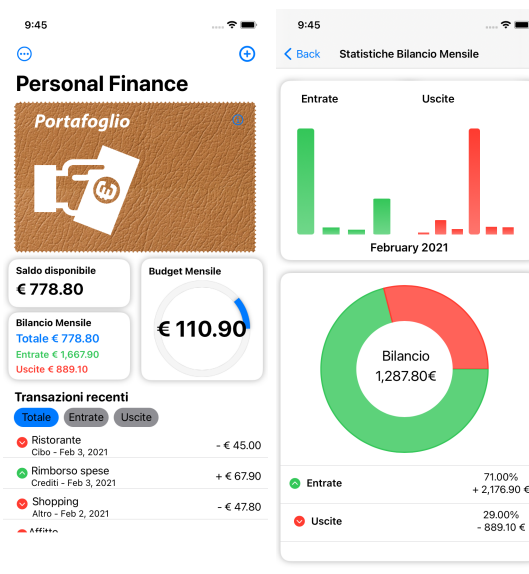 9:45
Personal Finance
Portafoglio
Saldo disponibile
€ 778.80
Bilancio Mensile
Totale € 778.80
Entrate € 1,667.90
Uscite € 889.10
Budget Mensile
€ 110.90
Transazioni recenti
Totale Entrate Uscite
Ristorante
Cibo - Feb 3, 2021
- € 45.00
Rimborso spese
Crediti - Feb 3, 2021
+ € 67.90
Shopping
Altro - Feb 2, 2021
- € 47.80
Affitto
9:45
Back Statistiche Bilancio Mensile
Entrate Uscite
February 2021
Bilancio
1,287.80€
Entrate
71.00%
+ 2,176.90 €
Uscite
29.00%
- 889.10 €